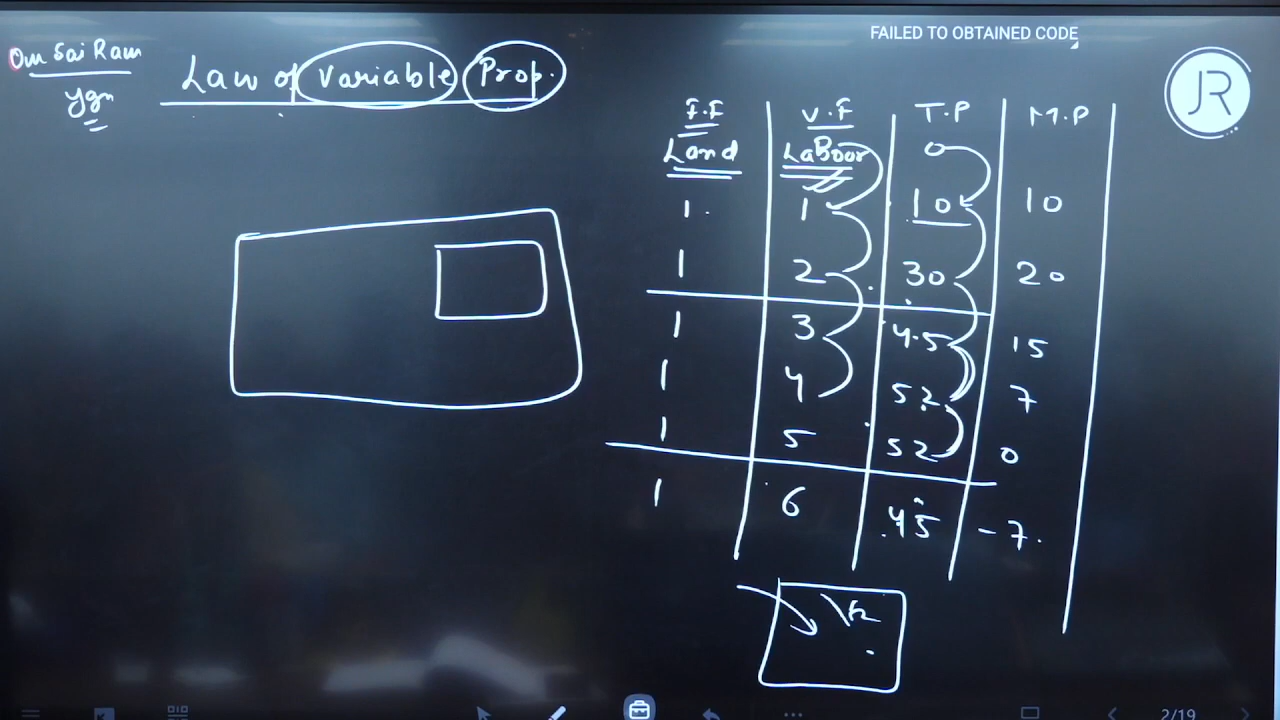 Om Sai Ram
Ygn
Law of Variable Prop.
FAILED TO OBTAINED CODE
JR
F.F V.F T.P M.P
Land Labour 0
1 1 10 10
1 2 30 20
1 3 45 15
1 4 52 7
1 5 52 0
1 6 45 -7
2/19